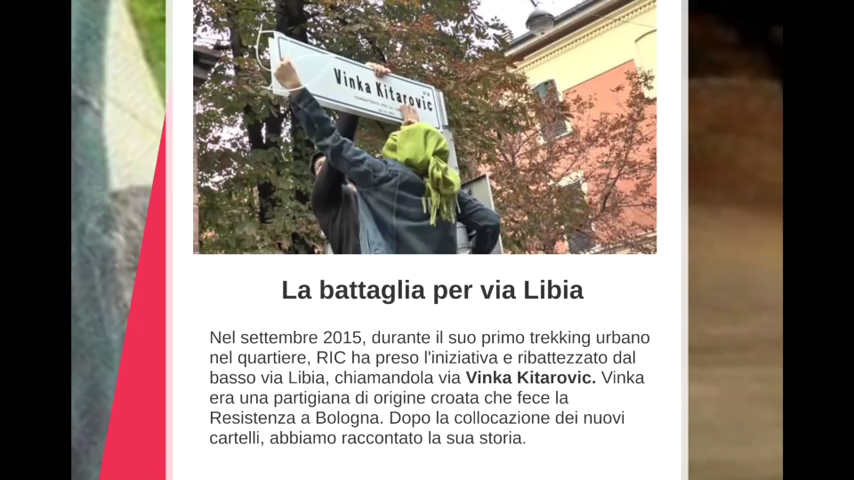 VIA
Vinka Kitarovic
La battaglia per via Libia
Nel settembre 2015, durante il suo primo trekking urbano
nel quartiere, RIC ha preso l'iniziativa e ribattezzato dal
basso via Libia, chiamandola via Vinka Kitarovic. Vinka
era una partigiana di origine croata che fece la
Resistenza a Bologna. Dopo la collocazione dei nuovi
cartelli, abbiamo raccontato la sua storia.